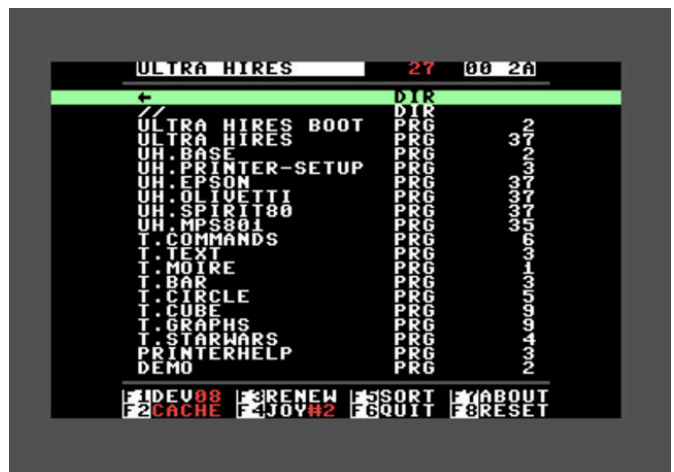 ULTRA HIRES 27 00 2A
← DIR
// DIR
ULTRA HIRES BOOT PRG 2
ULTRA HIRES PRG 37
UH.BASE PRG 2
UH.PRINTER-SETUP PRG 3
UH.EPSON PRG 37
UH.OLIVETTI PRG 37
UH.SPIRIT80 PRG 37
UH.MPS801 PRG 35
T.COMMANDS PRG 6
T.TEXT PRG 3
T.MOIRE PRG 1
T.BAR PRG 3
T.CIRCLE PRG 5
T.CUBE PRG 9
T.GRAPHS PRG 9
T.STARWARS PRG 4
PRINTERHELP PRG 3
DEMO PRG 2
F1DEV08 F3RENEW F5SORT F7ABOUT
F2CACHE F4JOY#2 F6QUIT F8RESET